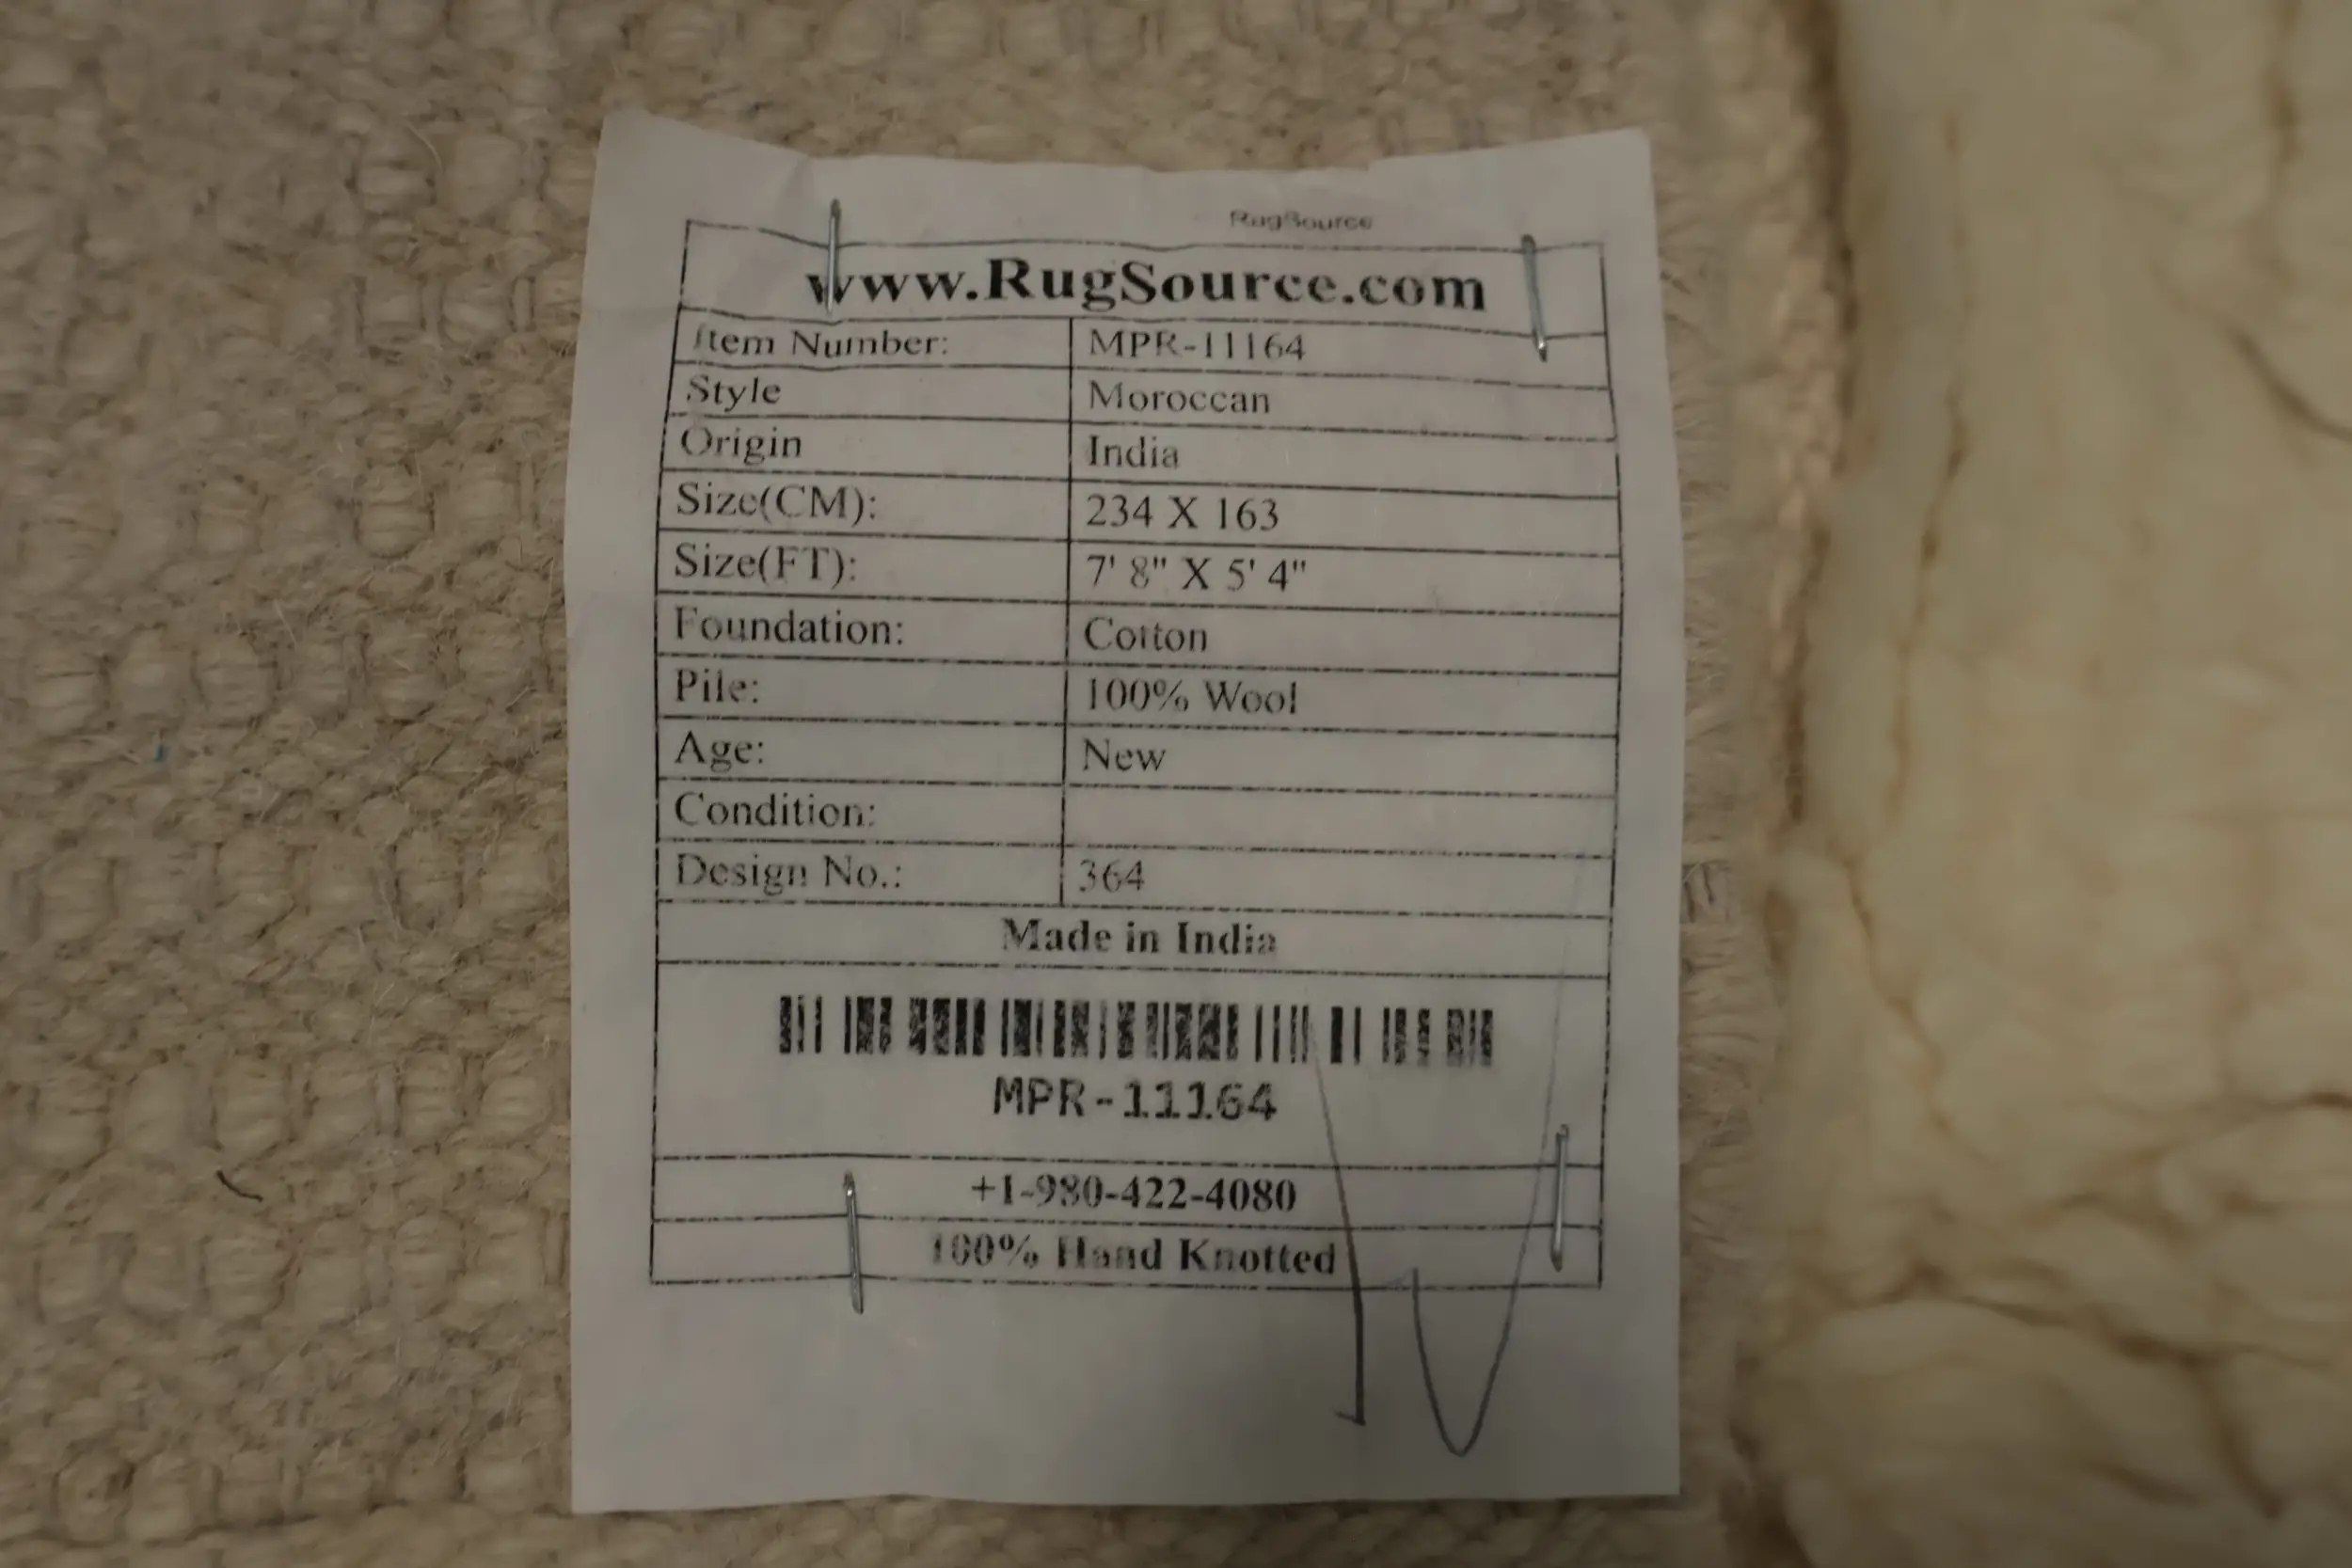 RugSource
www.RugSource.com
Item Number: MPR-11164
Style Moroccan
Origin India
Size(CM): 234 X 163
Size(FT): 7' 8" X 5' 4"
Foundation: Cotton
Pile: 100% Wool
Age: New
Condition:
Design No.: 364
Made in India
MPR-11164
+1-980-422-4080
100% Hand Knotted